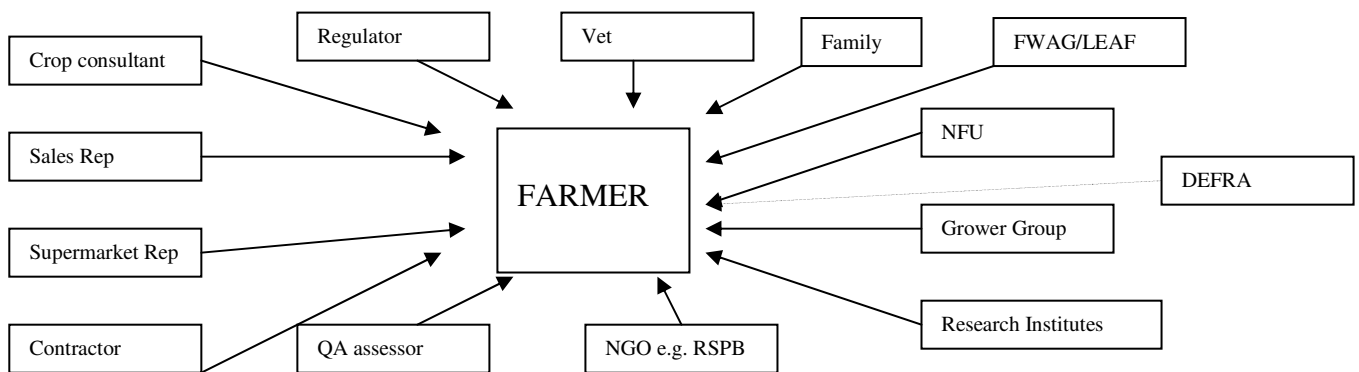 Regulator
Vet
Family
FWAG/LEAF
Crop consultant
NFU
Sales Rep
DEFRA
FARMER
Grower Group
Supermarket Rep
Research Institutes
Contractor
QA assessor
NGO e.g. RSPB